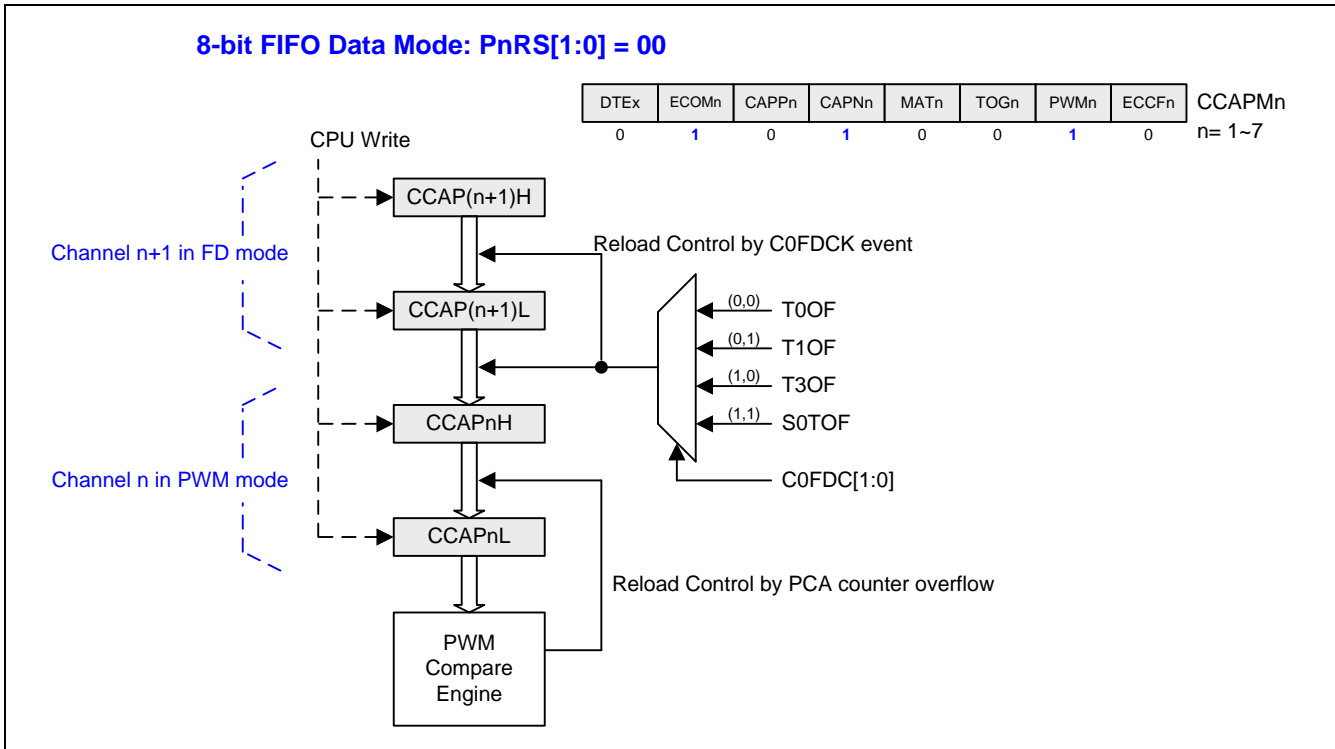 8-bit FIFO Data Mode: PnRS[1:0] = 00
DTEx ECOMn CAPPn CAPNn MATn TOGn PWMn ECCFn CCAPMn
0 1 0 1 0 0 1 0 n= 1~7
CPU Write
CCAP(n+1)H
Channel n+1 in FD mode
Reload Control by C0FDCK event
CCAP(n+1)L
(0,0) T0OF
(0,1) T1OF
(1,0) T3OF
(1,1) S0TOF
CCAPnH
Channel n in PWM mode
C0FDC[1:0]
CCAPnL
Reload Control by PCA counter overflow
PWM
Compare
Engine